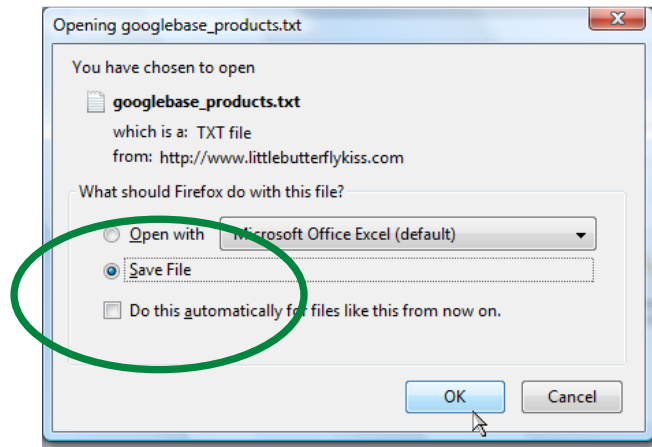 Opening googlebase_products.txt
You have chosen to open
googlebase_products.txt
which is a: TXT file
from: http://www.littlebutterflykiss.com
What should Firefox do with this file?
Open with Microsoft Office Excel (default)
Save File
Do this automatically for files like this from now on.
OK Cancel